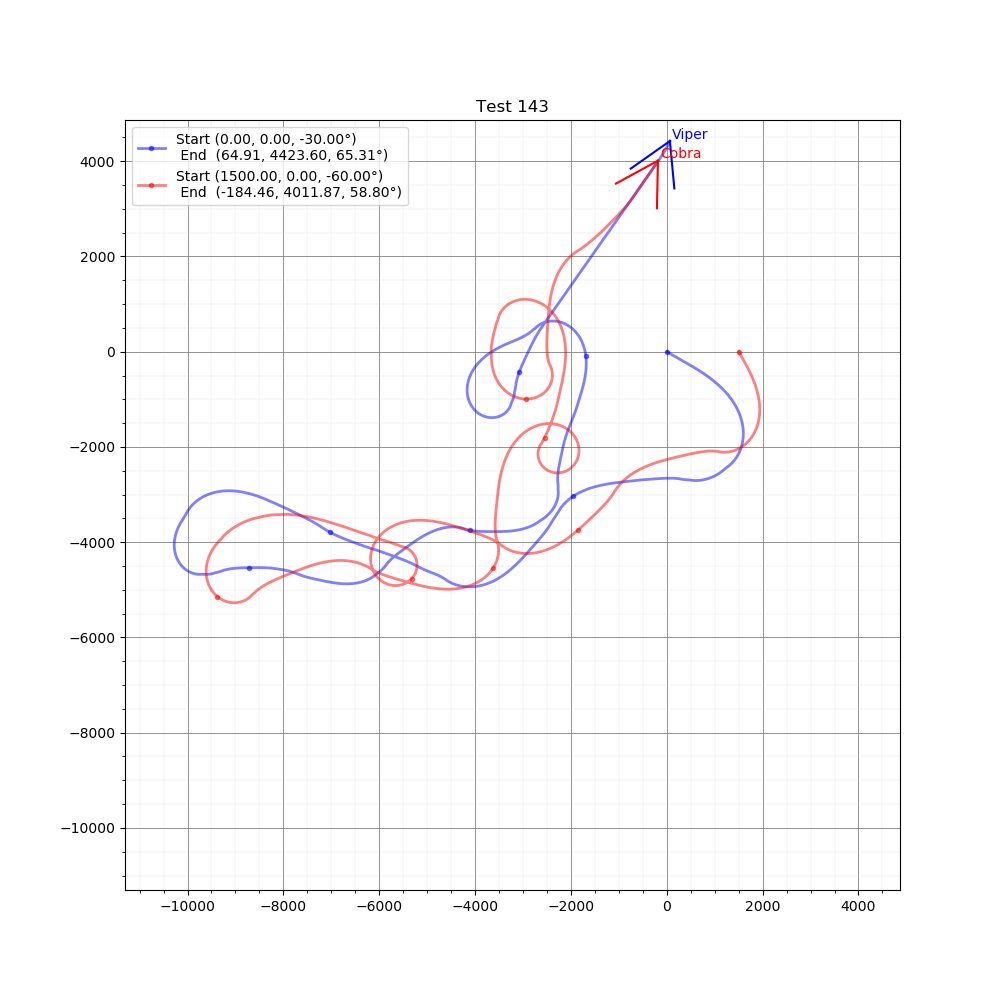 Test 143
Start (0.00, 0.00, -30.00°)
End  (64.91, 4423.60, 65.31°)
Start (1500.00, 0.00, -60.00°)
End  (-184.46, 4011.87, 58.80°)
Viper
Cobra
4000
2000
0
−2000
−4000
−6000
−8000
−10000
−10000 −8000 −6000 −4000 −2000 0 2000 4000